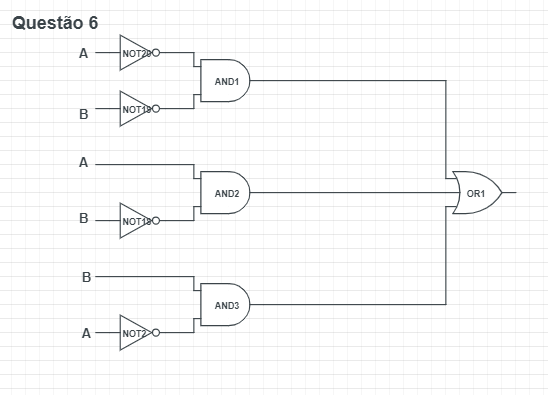 Questão 6
A
NOT20
AND1
B
NOT19
A
AND2
OR1
B
NOT18
B
AND3
A
NOT2